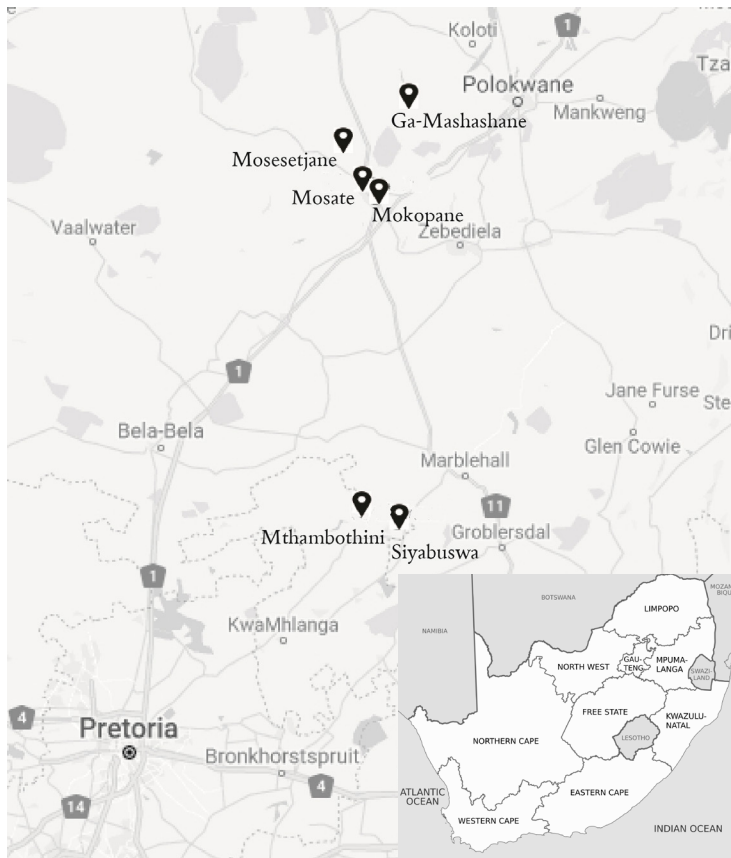 Koloti
1
Polokwane
Tza
Ga-Mashashane
Mankweng
Mosesetjane
Mosate
Mokopane
Vaalwater
Zebediela
Dri
1
Jane Furse
Ste
Bela-Bela
Glen Cowie
Marblehall
11
Mthambothini
Groblersdal
Siyabuswa
1
KwaMhlanga
4
Pretoria
Bronkhorstspruit
4
14
BOTSWANA
MOZAM
BIQU
LIMPOPO
NAMIBIA
NORTH WEST
GAU-
TENG
MPUMA-
LANGA
SWAZI-
LAND
FREE STATE
KWAZULU-
NATAL
LESOTHO
NORTHERN CAPE
EASTERN CAPE
ATLANTIC
OCEAN
WESTERN CAPE
INDIAN OCEAN